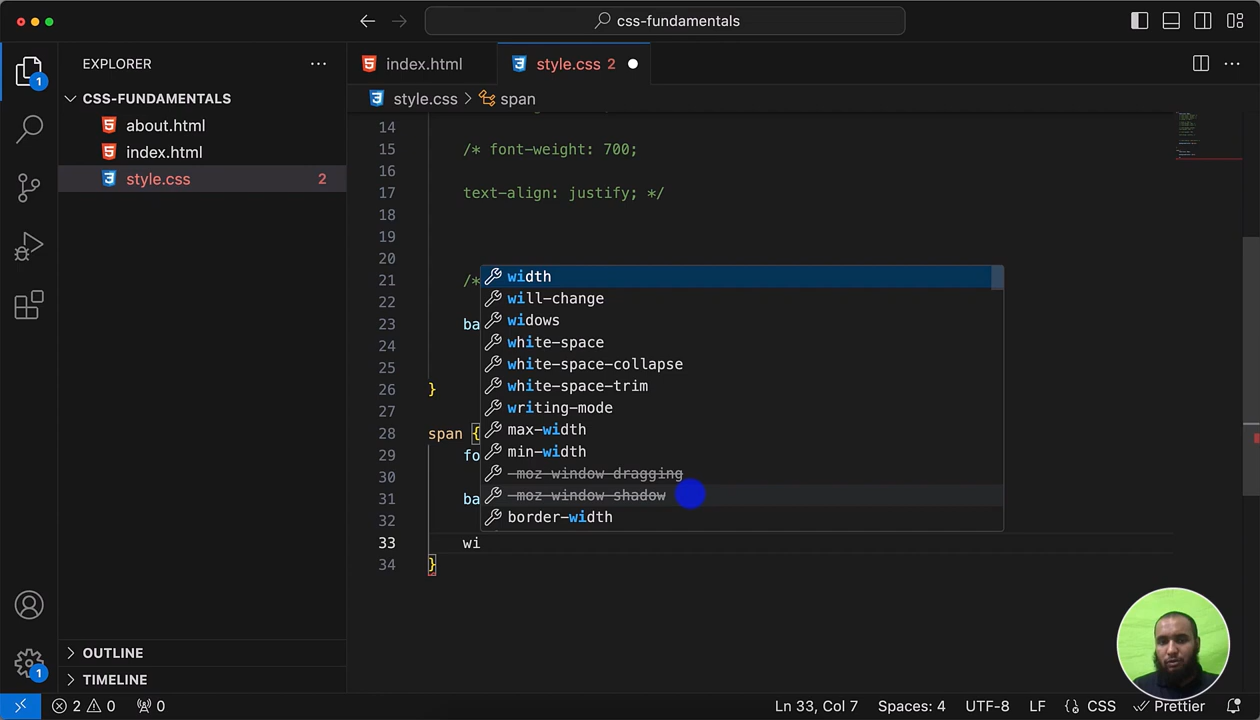 css-fundamentals
EXPLORER
index.html
style.css 2
CSS-FUNDAMENTALS
about.html
index.html
style.css 2
style.css > span
14
15 /* font-weight: 700;
16
17 text-align: justify; */
18
19
20
21 /*
22
23 ba
24
25
26 }
27
28 span {
29 fo
30
31 ba
32
33 wi
34 }
width
will-change
widows
white-space
white-space-collapse
white-space-trim
writing-mode
max-width
min-width
-moz-window-dragging
-moz-window-shadow
border-width
1
1
OUTLINE
TIMELINE
2 0 0
Ln 33, Col 7
Spaces: 4
UTF-8
LF
{} CSS
Prettier